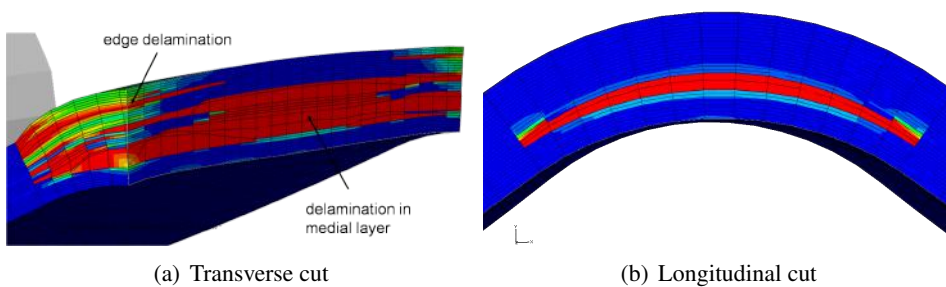 edge delamination
delamination in
medial layer
Y
X
(a) Transverse cut
(b) Longitudinal cut